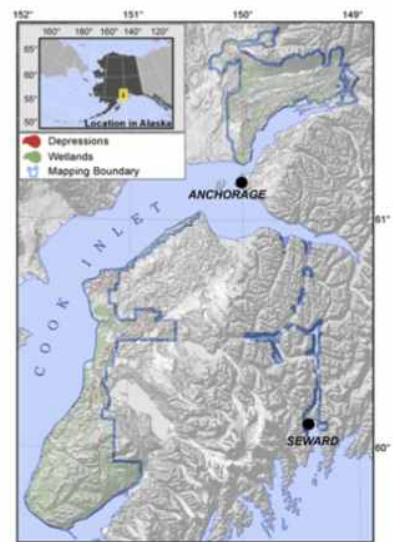 152° 151° 150° 149°
160° 180° 160° 140° 120°
65°
60°
55°
50°
Location in Alaska
Depressions
Wetlands
Mapping Boundary
ANCHORAGE
61°
COOK INLET
SEWARD
60°